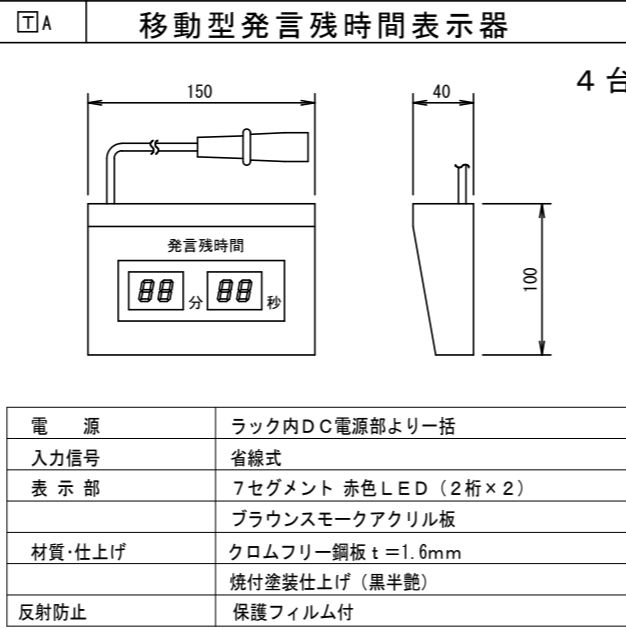 TA 移動型発言残時間表示器
4台
150
40
発言残時間
88分 88秒
100
電　源 ラック内DC電源部より一括
入力信号 省線式
表示部 7セグメント 赤色LED（2桁×2）
ブラウンスモークアクリル板
材質・仕上げ クロムフリー鋼板t=1.6mm
焼付塗装仕上げ（黒半艶）
反射防止 保護フィルム付